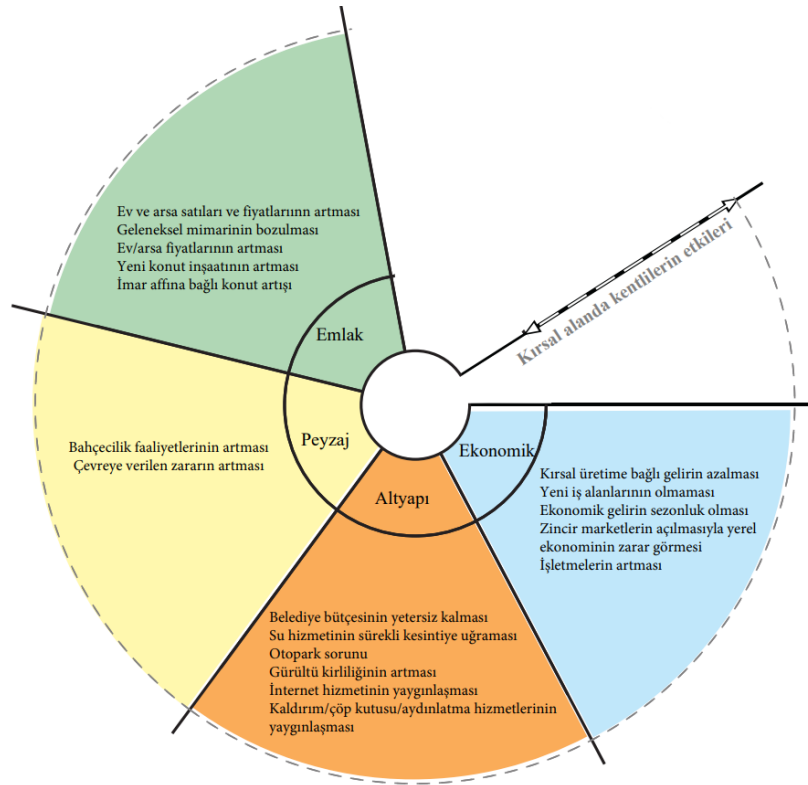 Ev ve arsa satıları ve fiyatlarıınn artması
Geleneksel mimarinin bozulması
Ev/arsa fiyatlarının artması
Yeni konut inşaatının artması
İmar affına bağlı konut artışı
Emlak
Kırsal alanda kentlilerin etkileri
Bahçecilik faaliyetlerinin artması
Çevreye verilen zararın artması
Peyzaj
Altyapı
Ekonomik
Kırsal üretime bağlı gelirin azalması
Yeni iş alanlarının olmaması
Ekonomik gelirin sezonluk olması
Zincir marketlerin açılmasıyla yerel
ekonominin zarar görmesi
İşletmelerin artması
Belediye bütçesinin yetersiz kalması
Su hizmetinin sürekli kesintiye uğraması
Otopark sorunu
Gürültü kirliliğinin artması
İnternet hizmetinin yaygınlaşması
Kaldırım/çöp kutusu/aydınlatma hizmetlerinin
yaygınlaşması